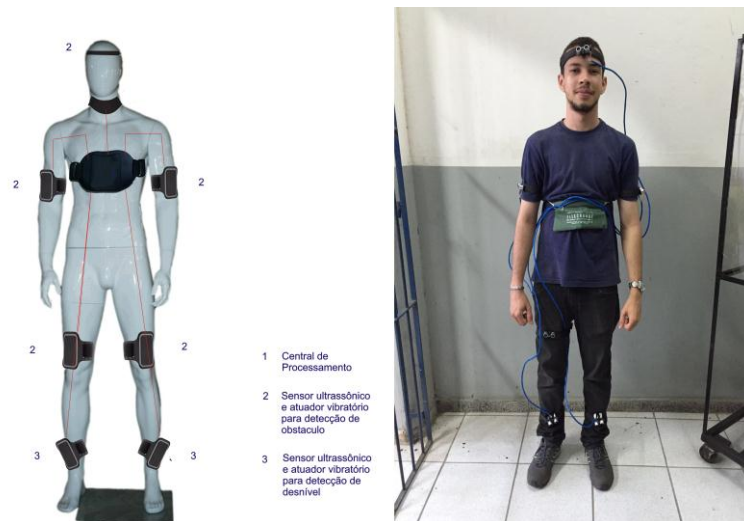 2
2
2
2
2
3
3
1 Central de
Processamento
2 Sensor ultrassônico
e atuador vibratório
para detecção de
obstaculo
3 Sensor ultrassônico
e atuador vibratório
para detecção de
desnível